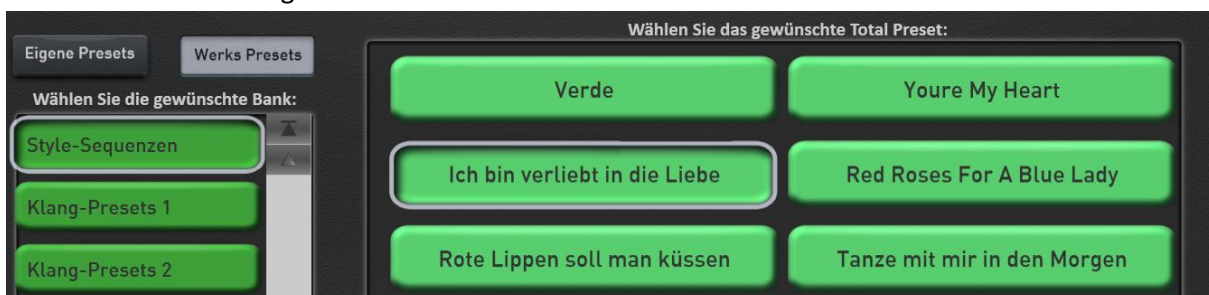 Wählen Sie das gewünschte Total Preset:
Eigene Presets
Werks Presets
Wählen Sie die gewünschte Bank:
Style-Sequenzen
Klang-Presets 1
Klang-Presets 2
Verde
Youre My Heart
Ich bin verliebt in die Liebe
Red Roses For A Blue Lady
Rote Lippen soll man küssen
Tanze mit mir in den Morgen